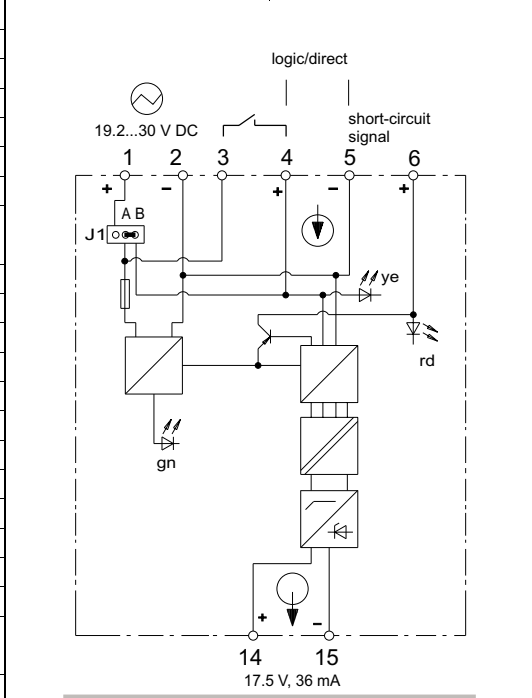 logic/direct
19.2...30 V DC
short-circuit
signal
1 2 3 4 5 6
+ − + − +
A B
J1
ye
rd
gn
+ −
14 15
17.5 V, 36 mA